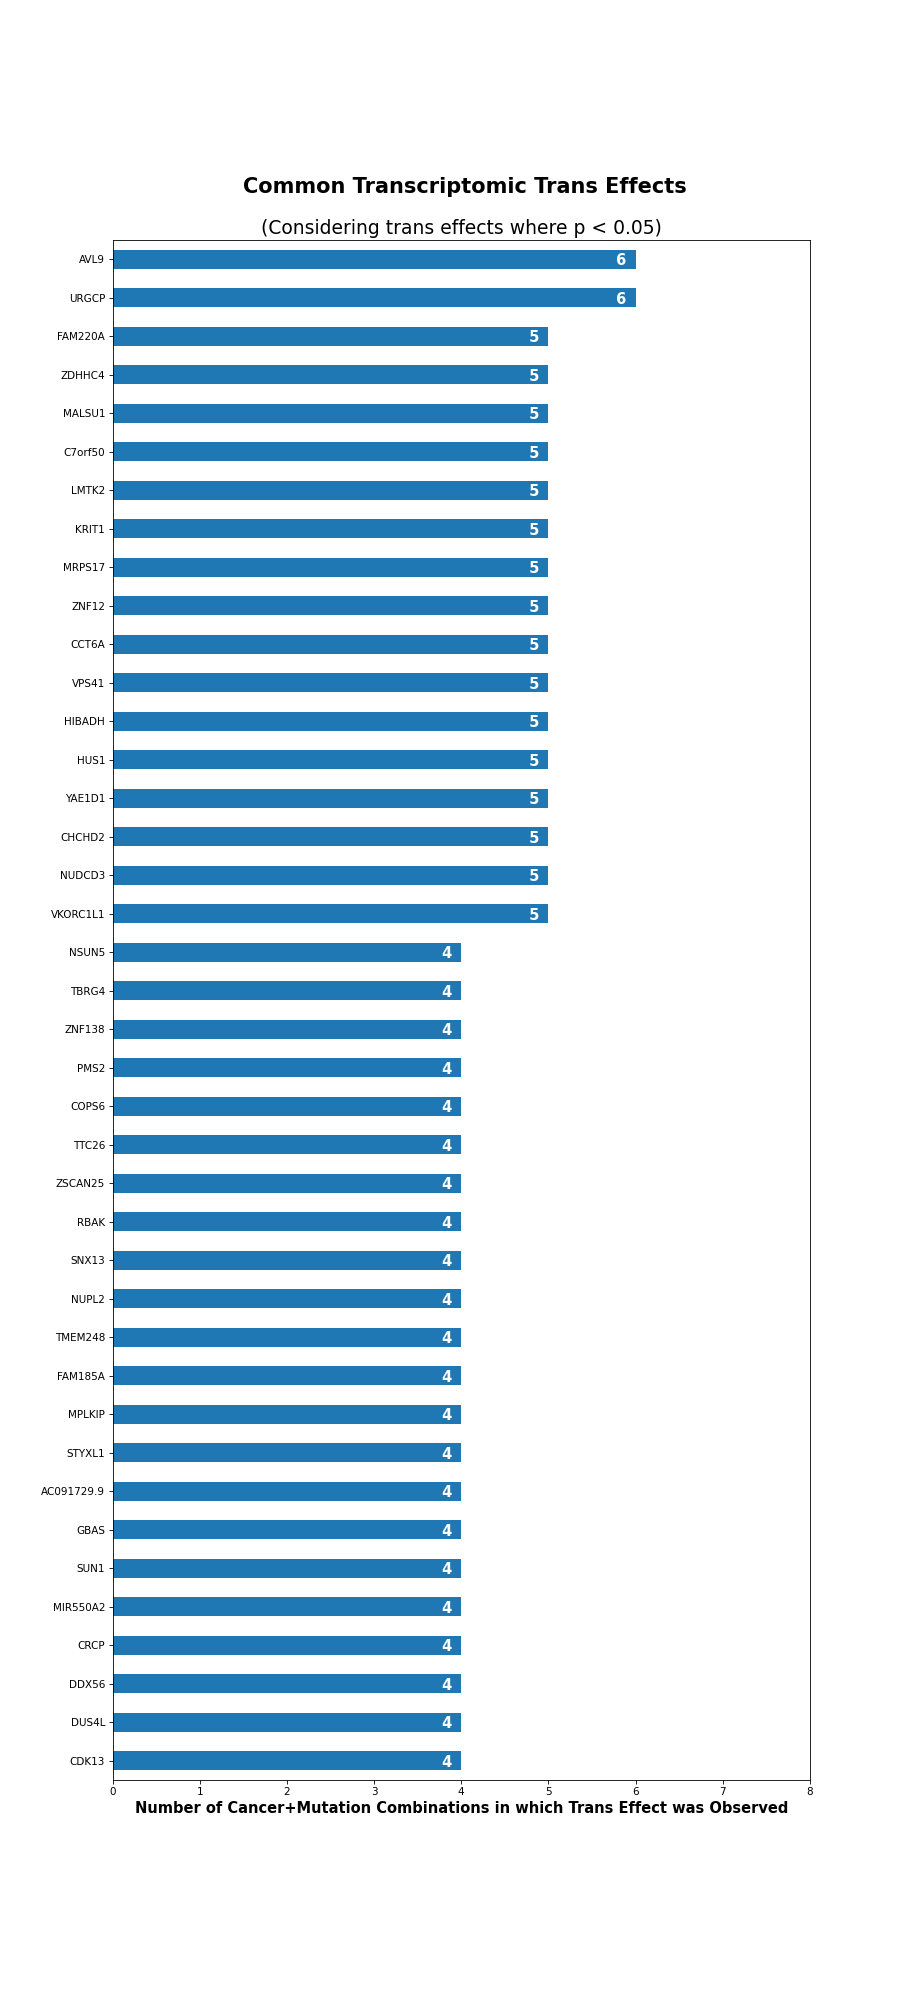 Common Transcriptomic Trans Effects
(Considering trans effects where p < 0.05)
AVL9 6
URGCP 6
FAM220A 5
ZDHHC4 5
MALSU1 5
C7orf50 5
LMTK2 5
KRIT1 5
MRPS17 5
ZNF12 5
CCT6A 5
VPS41 5
HIBADH 5
HUS1 5
YAE1D1 5
CHCHD2 5
NUDCD3 5
VKORC1L1 5
NSUN5 4
TBRG4 4
ZNF138 4
PMS2 4
COPS6 4
TTC26 4
ZSCAN25 4
RBAK 4
SNX13 4
NUPL2 4
TMEM248 4
FAM185A 4
MPLKIP 4
STYXL1 4
AC091729.9 4
GBAS 4
SUN1 4
MIR550A2 4
CRCP 4
DDX56 4
DUS4L 4
CDK13 4
0 1 2 3 4 5 6 7 8
Number of Cancer+Mutation Combinations in which Trans Effect was Observed